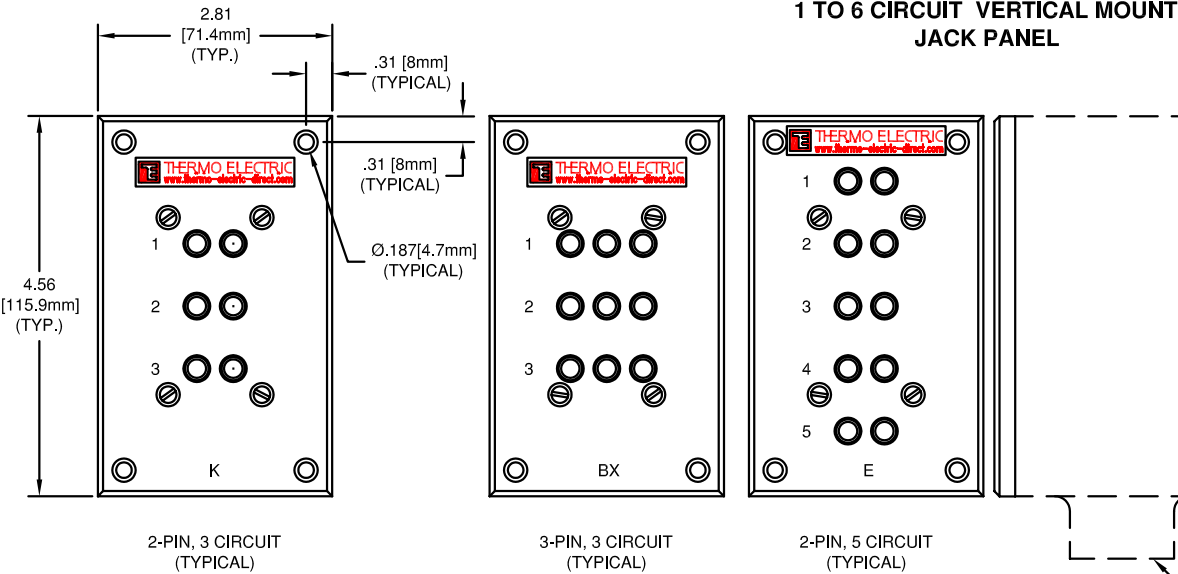 1 TO 6 CIRCUIT VERTICAL MOUNT
JACK PANEL
2.81
[71.4mm]
(TYP.)
.31 [8mm]
(TYPICAL)
.31 [8mm]
(TYPICAL)
Ø.187[4.7mm]
(TYPICAL)
4.56
[115.9mm]
(TYP.)
TE THERMO ELECTRIC
www.thermo-electric-direct.com
1
2
3
K
2-PIN, 3 CIRCUIT
(TYPICAL)
TE THERMO ELECTRIC
www.thermo-electric-direct.com
1
2
3
BX
3-PIN, 3 CIRCUIT
(TYPICAL)
TE THERMO ELECTRIC
www.thermo-electric-direct.com
1
2
3
4
5
E
2-PIN, 5 CIRCUIT
(TYPICAL)